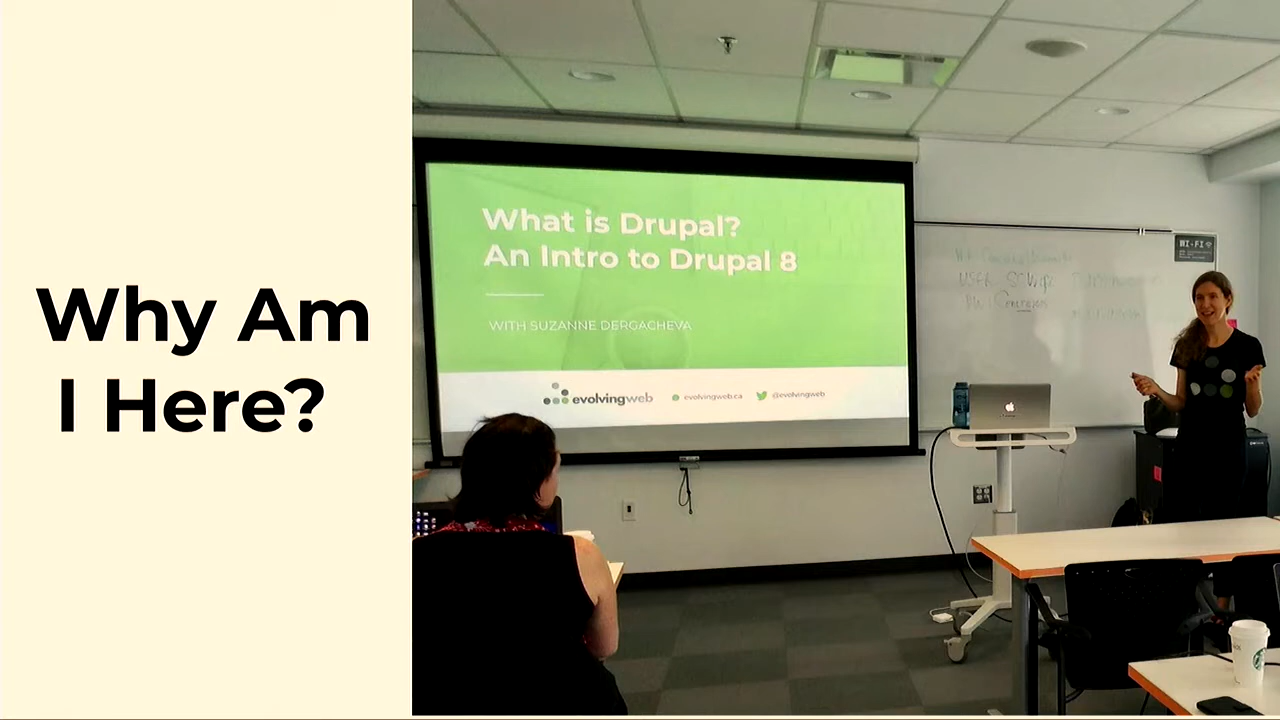 Why Am
I Here?
What is Drupal?
An Intro to Drupal 8
WITH SUZANNE DERGACHEVA
evolvingweb
evolvingweb.ca
@evolvingweb
WI-FI